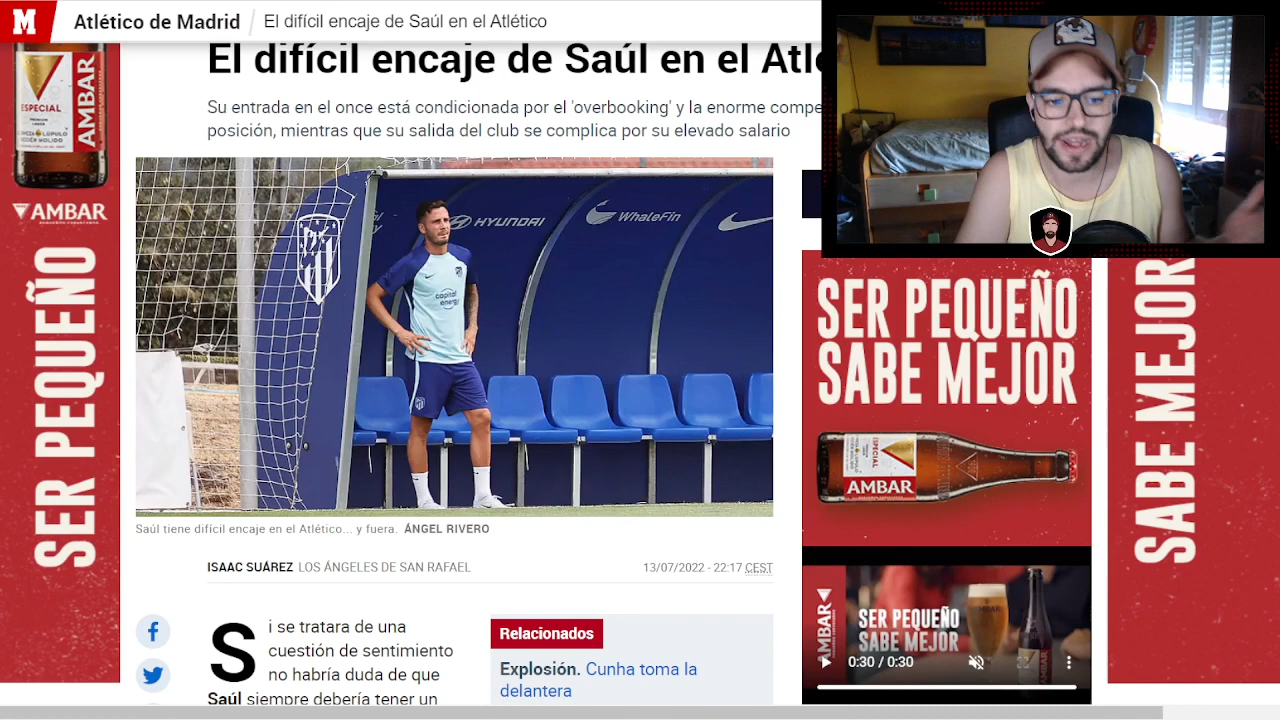 M
Atlético de Madrid
El difícil encaje de Saúl en el Atlético
El difícil encaje de Saúl en el
Su entrada en el once está condicionada por el 'overbooking' y la enorme
posición, mientras que su salida del club se complica por su elevado salario
ESPECIAL
AMBAR
AMBAR
SER PEQUEÑO
HYUNDAI
WhaleFin
capital
energy
Saúl tiene difícil encaje en el Atlético... y fuera. ÁNGEL RIVERO
ISAAC SUÁREZ LOS ÁNGELES DE SAN RAFAEL
13/07/2022 - 22:17 CEST
Si se tratara de una
cuestión de sentimiento
no habría duda de que
Saúl siempre debería tener un
Relacionados
Explosión. Cunha toma la
delantera
SER PEQUEÑO
SABE MEJOR
ESPECIAL
AMBAR
AMBAR
SER PEQUEÑO
SABE MEJOR
0:30 / 0:30
SABE MEJOR